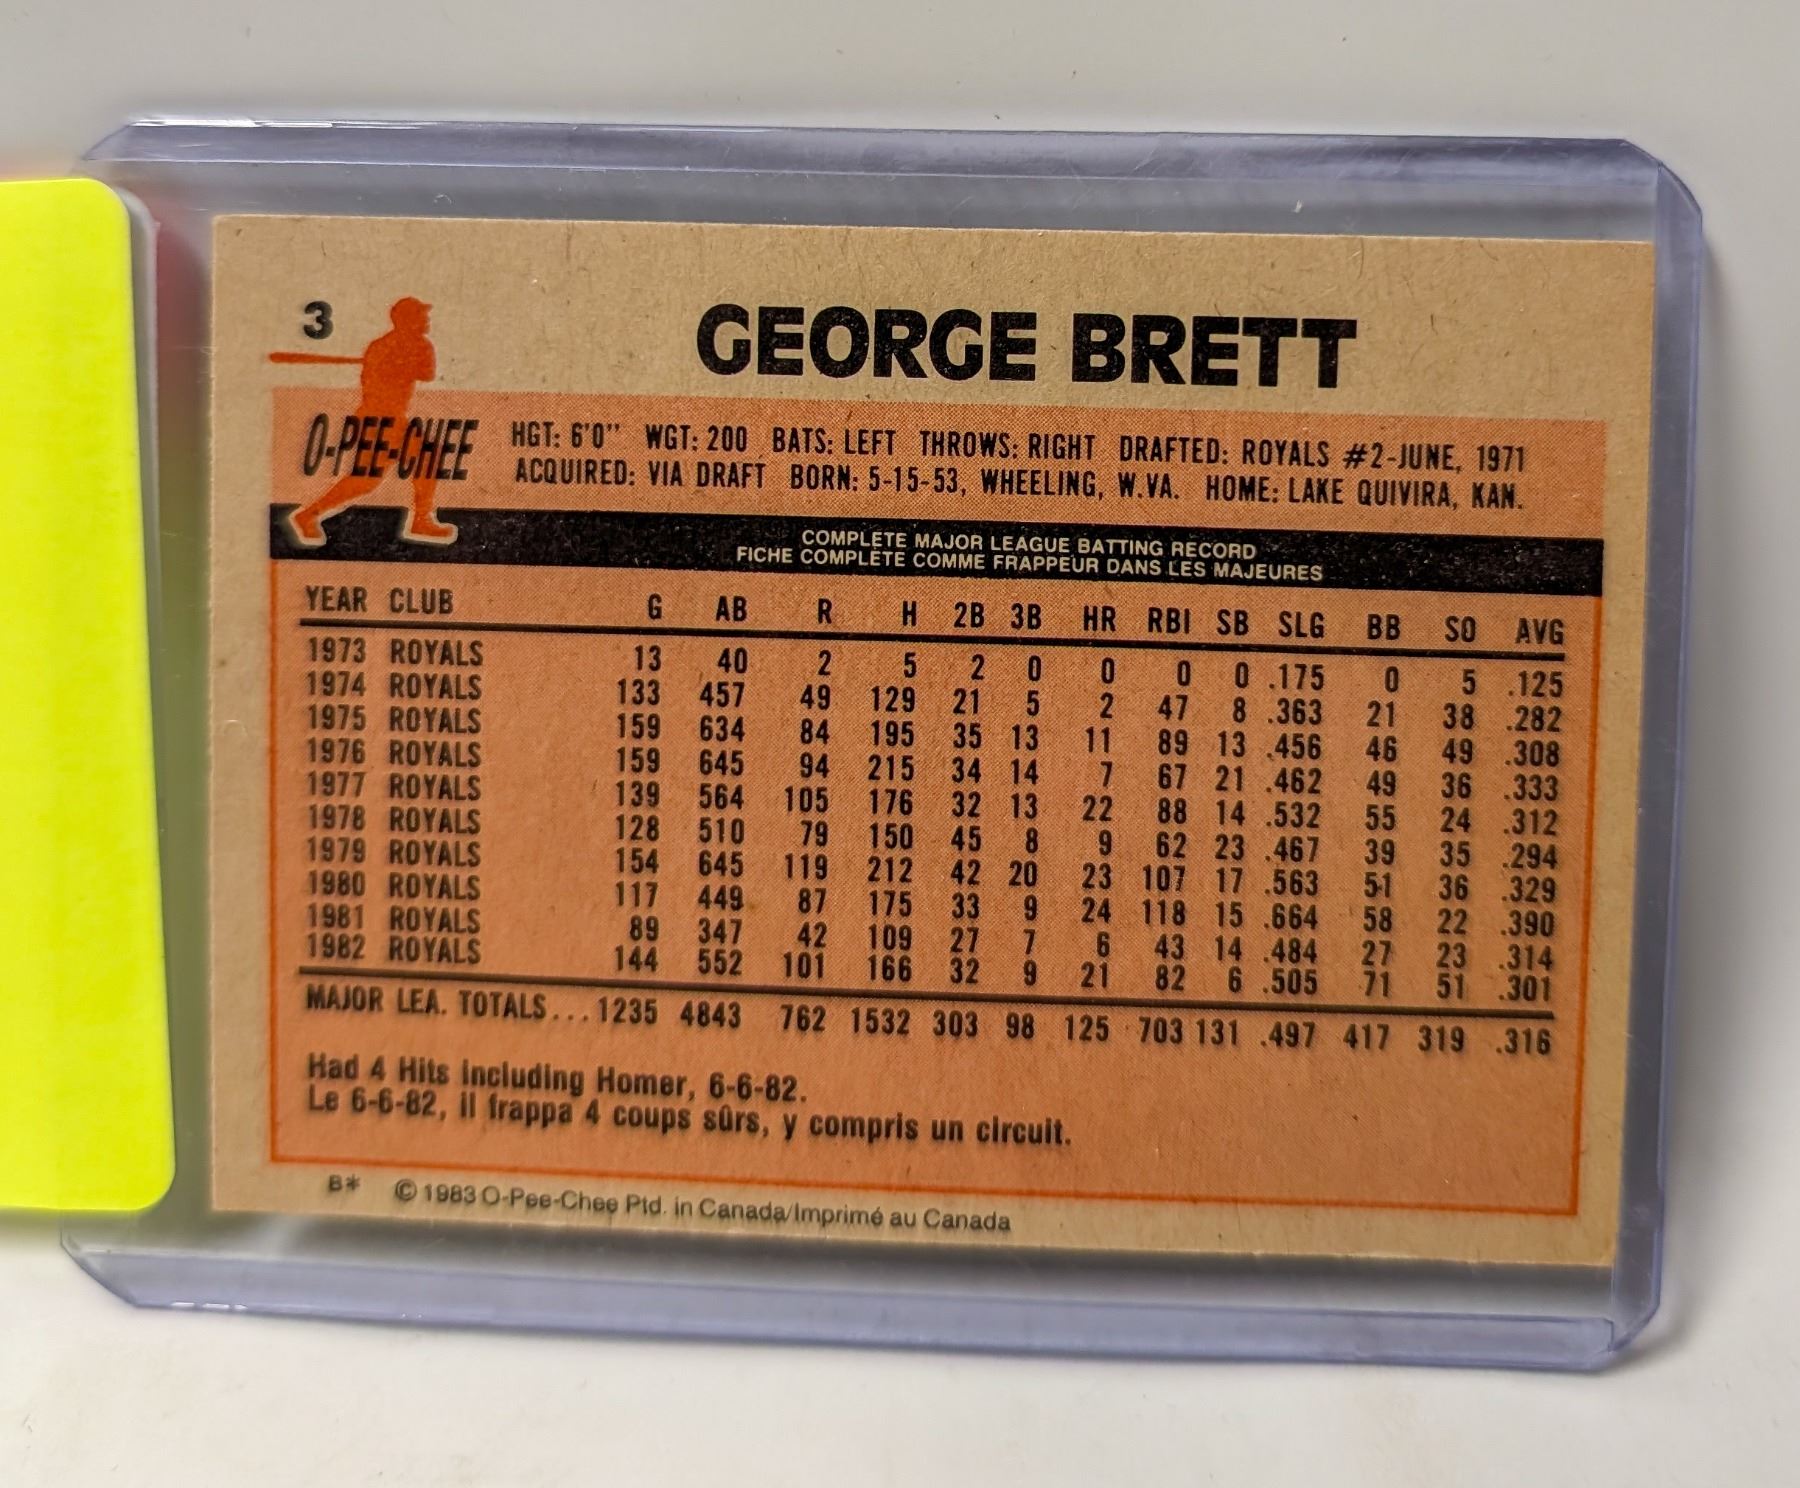 3
GEORGE BRETT
O-PEE-CHEE
HGT: 6'0" WGT: 200 BATS: LEFT THROWS: RIGHT DRAFTED: ROYALS #2-JUNE, 1971
ACQUIRED: VIA DRAFT BORN: 5-15-53, WHEELING, W.VA. HOME: LAKE QUIVIRA, KAN.
COMPLETE MAJOR LEAGUE BATTING RECORD
FICHE COMPLÈTE COMME FRAPPEUR DANS LES MAJEURES
YEAR CLUB G AB R H 2B 3B HR RBI SB SLG BB SO AVG
1973 ROYALS 13 40 2 5 2 0 0 0 0 .175 0 5 .125
1974 ROYALS 133 457 49 129 21 5 2 47 8 .363 21 38 .282
1975 ROYALS 159 634 84 195 35 13 11 89 13 .456 46 49 .308
1976 ROYALS 159 645 94 215 34 14 7 67 21 .462 49 36 .333
1977 ROYALS 139 564 105 176 32 13 22 88 14 .532 55 24 .312
1978 ROYALS 128 510 79 150 45 8 9 62 23 .467 39 35 .294
1979 ROYALS 154 645 119 212 42 20 23 107 17 .563 51 36 .329
1980 ROYALS 117 449 87 175 33 9 24 118 15 .664 58 22 .390
1981 ROYALS 89 347 42 109 27 7 6 43 14 .484 27 23 .314
1982 ROYALS 144 552 101 166 32 9 21 82 6 .505 71 51 .301
MAJOR LEA. TOTALS... 1235 4843 762 1532 303 98 125 703 131 .497 417 319 .316
Had 4 Hits including Homer, 6-6-82.
Le 6-6-82, il frappa 4 coups sûrs, y compris un circuit.
B* © 1983 O-Pee-Chee Ptd. in Canada/Imprimé au Canada